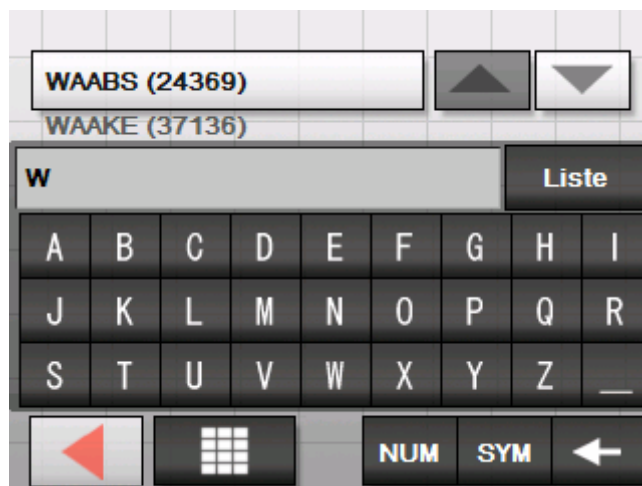 WAABS (24369)
WAAKE (37136)
W Liste
A B C D E F G H I
J K L M N O P Q R
S T U V W X Y Z _
NUM SYM